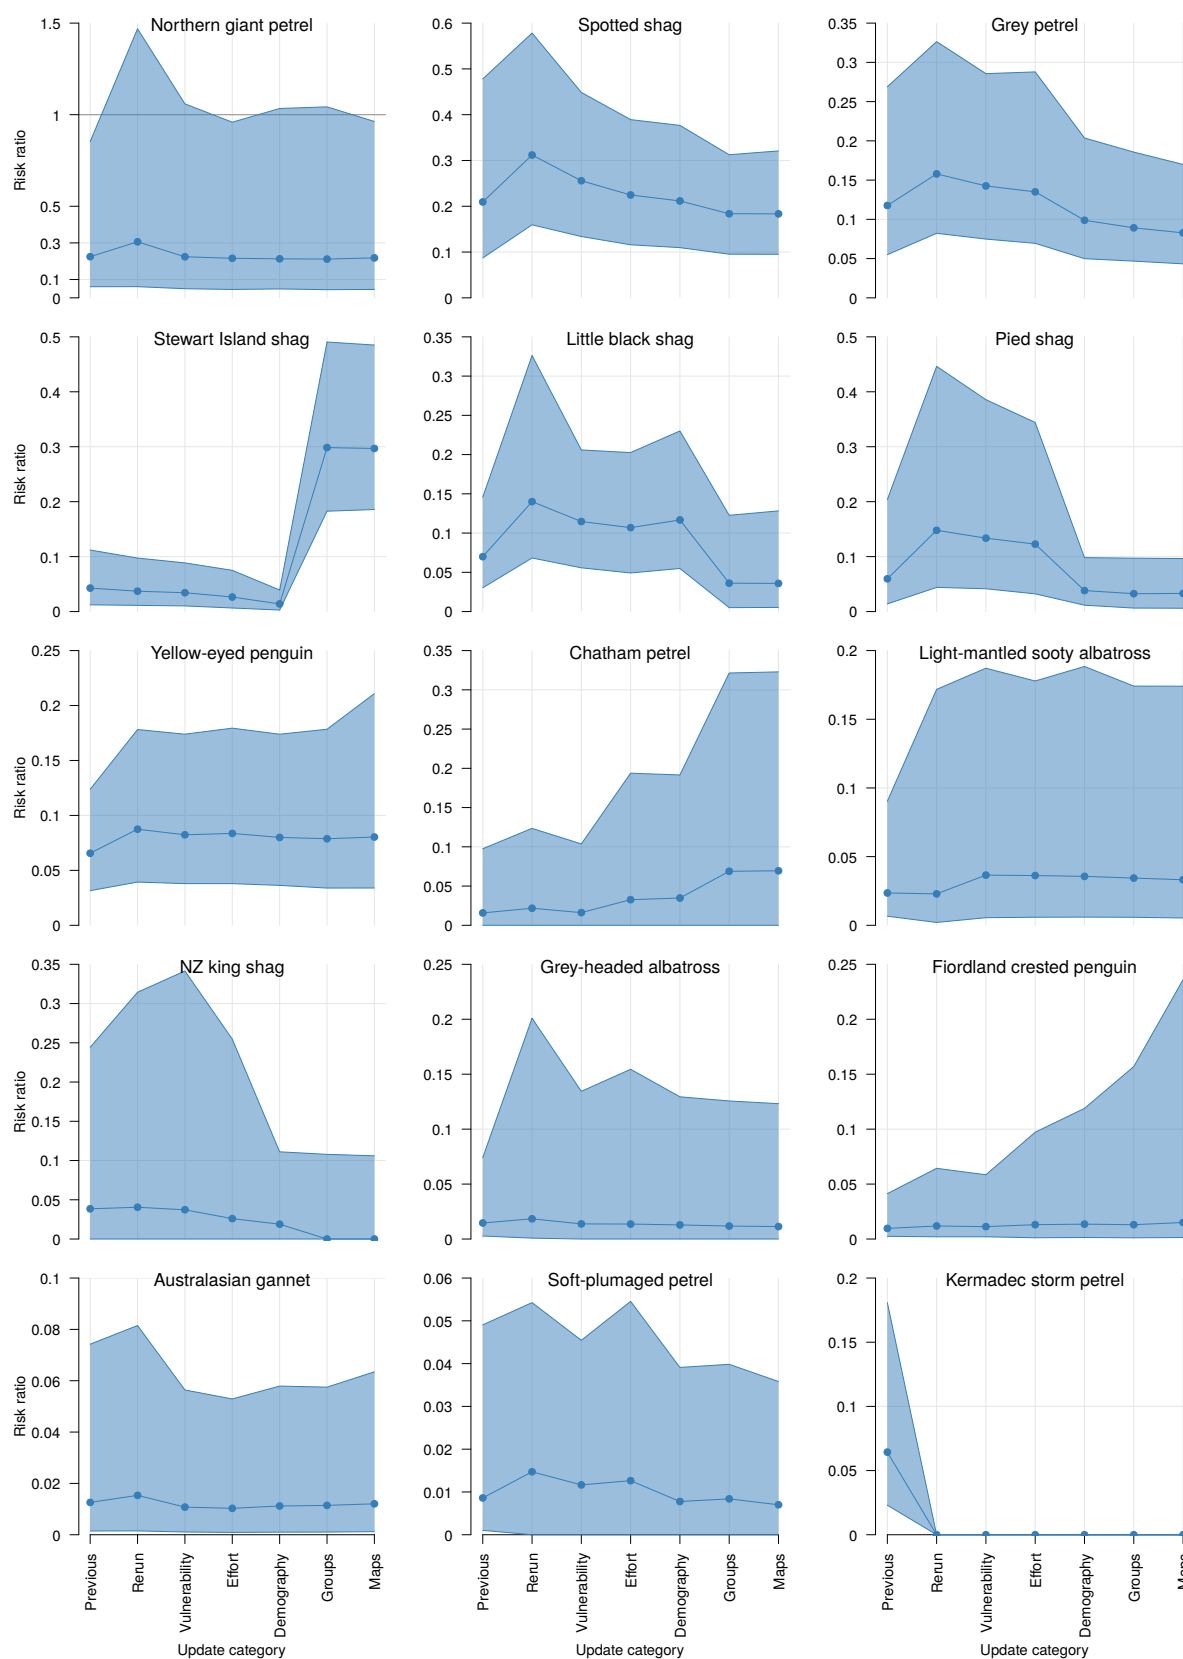 Northern giant petrel
Risk ratio
1.5
1
0.5
0.3
0.1
0
Spotted shag
0.6
0.5
0.4
0.3
0.2
0.1
0
Grey petrel
0.35
0.3
0.25
0.2
0.15
0.1
0.05
0
Stewart Island shag
Risk ratio
0.5
0.4
0.3
0.2
0.1
0
Little black shag
0.35
0.3
0.25
0.2
0.15
0.1
0.05
0
Pied shag
0.5
0.4
0.3
0.2
0.1
0
Yellow-eyed penguin
Risk ratio
0.25
0.2
0.15
0.1
0.05
0
Chatham petrel
0.35
0.3
0.25
0.2
0.15
0.1
0.05
0
Light-mantled sooty albatross
0.2
0.15
0.1
0.05
0
NZ king shag
Risk ratio
0.35
0.3
0.25
0.2
0.15
0.1
0.05
0
Grey-headed albatross
0.25
0.2
0.15
0.1
0.05
0
Fiordland crested penguin
0.25
0.2
0.15
0.1
0.05
0
Australasian gannet
Risk ratio
0.1
0.08
0.06
0.04
0.02
0
Previous
Rerun
Vulnerability
Effort
Demography
Groups
Maps
Update category
Soft-plumaged petrel
0.06
0.05
0.04
0.03
0.02
0.01
0
Previous
Rerun
Vulnerability
Effort
Demography
Groups
Maps
Update category
Kermadec storm petrel
0.2
0.15
0.1
0.05
0
Previous
Rerun
Vulnerability
Effort
Demography
Groups
Maps
Update category